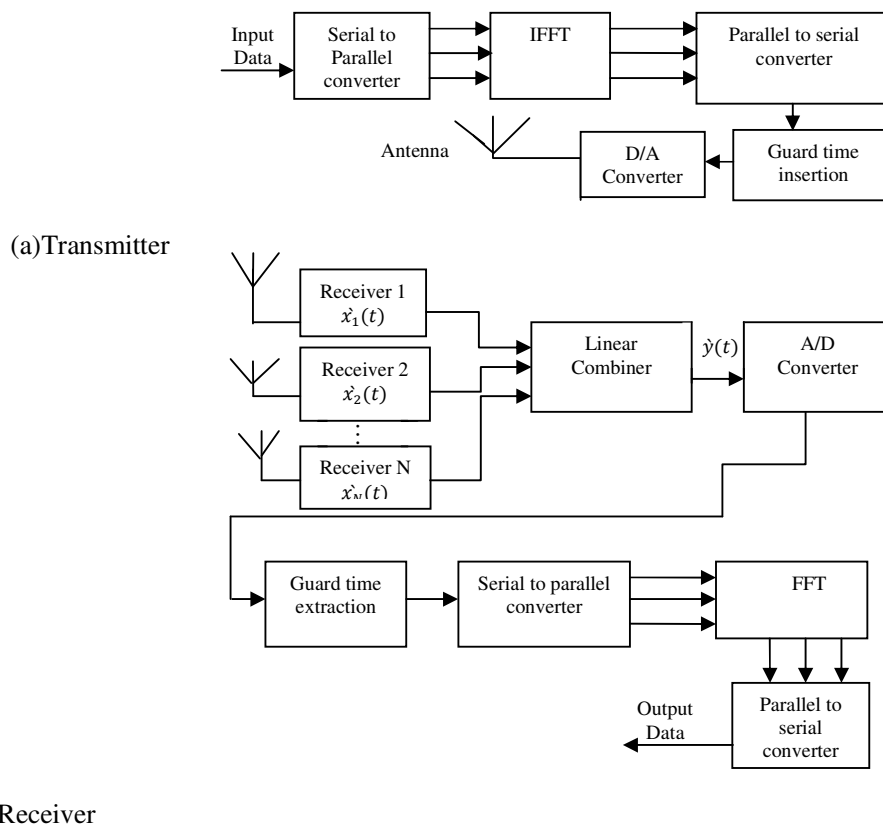 Input
Data
Serial to
Parallel
converter
IFFT
Parallel to serial
converter
Antenna
D/A
Converter
Guard time
insertion
(a)Transmitter
Receiver 1
x̀₁(t)
Receiver 2
x̀₂(t)
Receiver N
x̀_N(t)
Linear
Combiner
ỳ(t)
A/D
Converter
Guard time
extraction
Serial to parallel
converter
FFT
Output
Data
Parallel to
serial
converter
Receiver